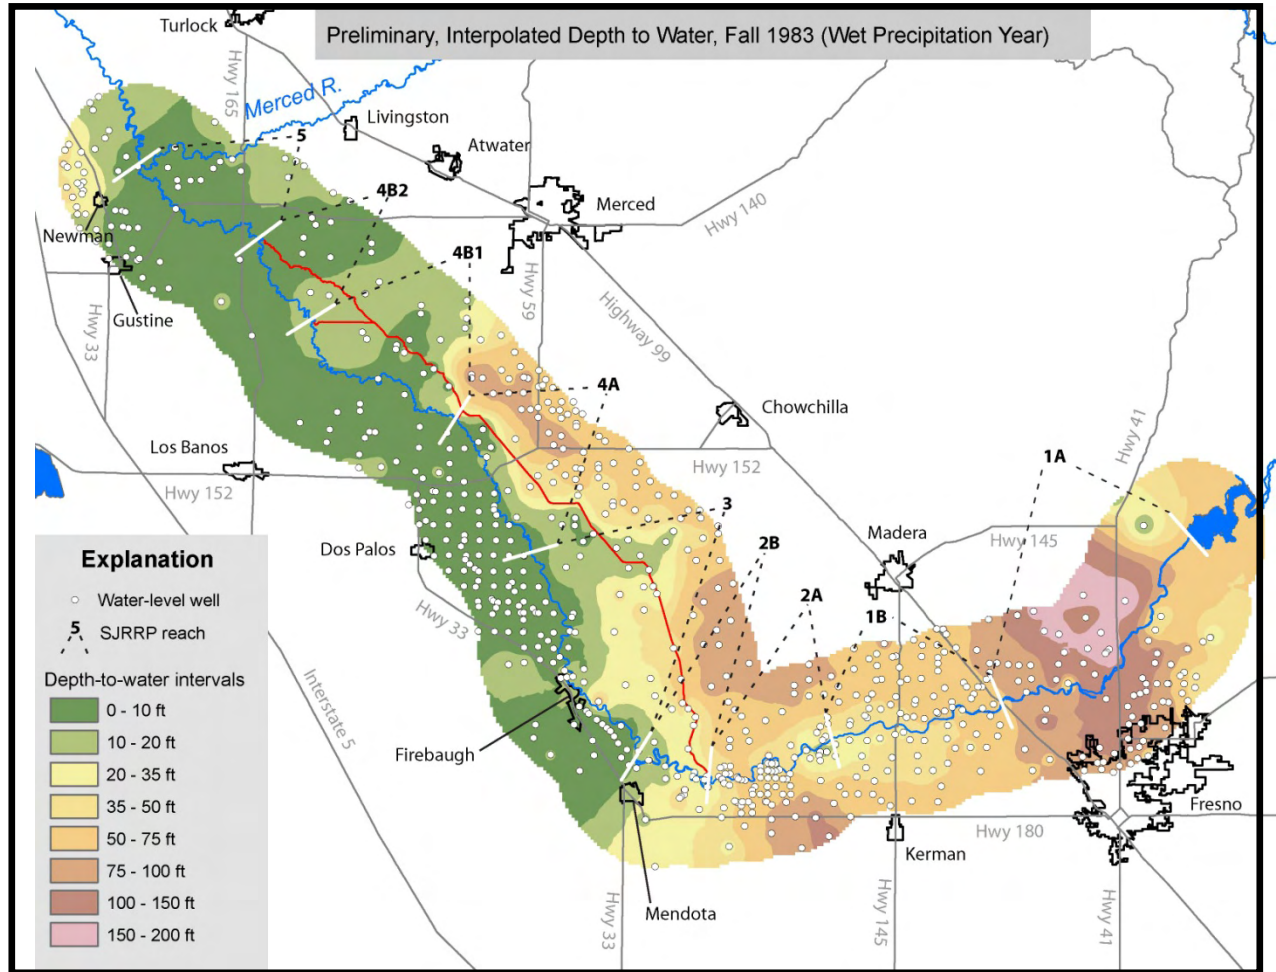 Preliminary, Interpolated Depth to Water, Fall 1983 (Wet Precipitation Year)
Turlock
Hwy 165
Merced R.
Livingston
Atwater
Merced
Hwy 140
5
4B2
4B1
Newman
Gustine
Hwy 33
Hwy 59
Highway 99
4A
Chowchilla
Hwy 41
Los Banos
Hwy 152
Hwy 152
1A
3
2B
2A
1B
Madera
Hwy 145
Dos Palos
Hwy 33
Interstate 5
Firebaugh
Fresno
Hwy 180
Kerman
Mendota
Hwy 33
Hwy 145
Hwy 41
Explanation
Water-level well
5 SJRRP reach
Depth-to-water intervals
0 - 10 ft
10 - 20 ft
20 - 35 ft
35 - 50 ft
50 - 75 ft
75 - 100 ft
100 - 150 ft
150 - 200 ft